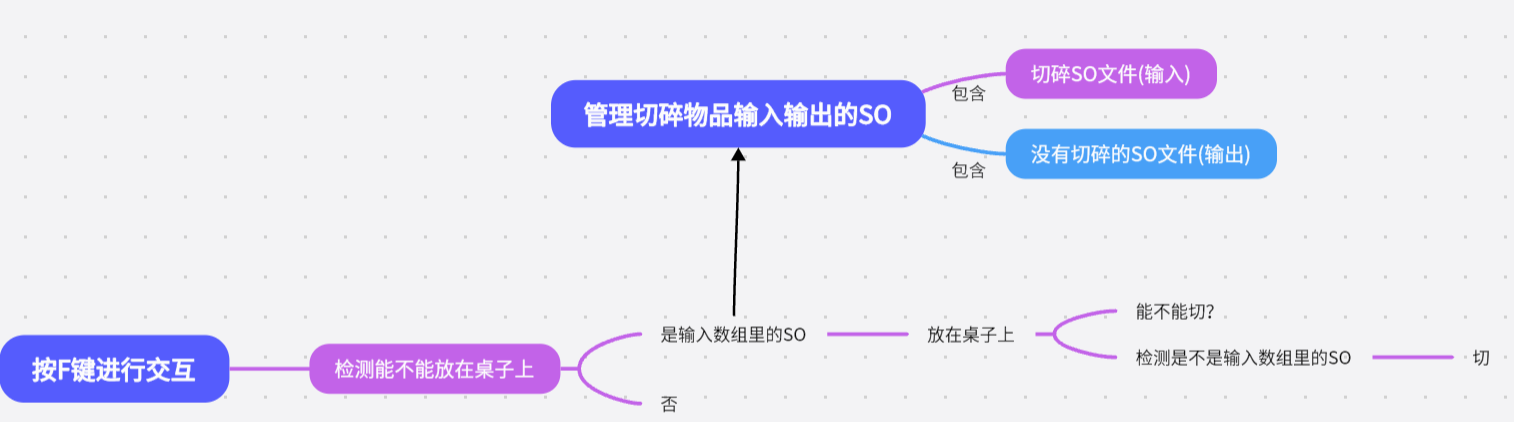 管理切碎物品输入输出的SO
包含
切碎SO文件(输入)
包含
没有切碎的SO文件(输出)
按F键进行交互
检测能不能放在桌子上
是输入数组里的SO
否
放在桌子上
能不能切?
检测是不是输入数组里的SO
切